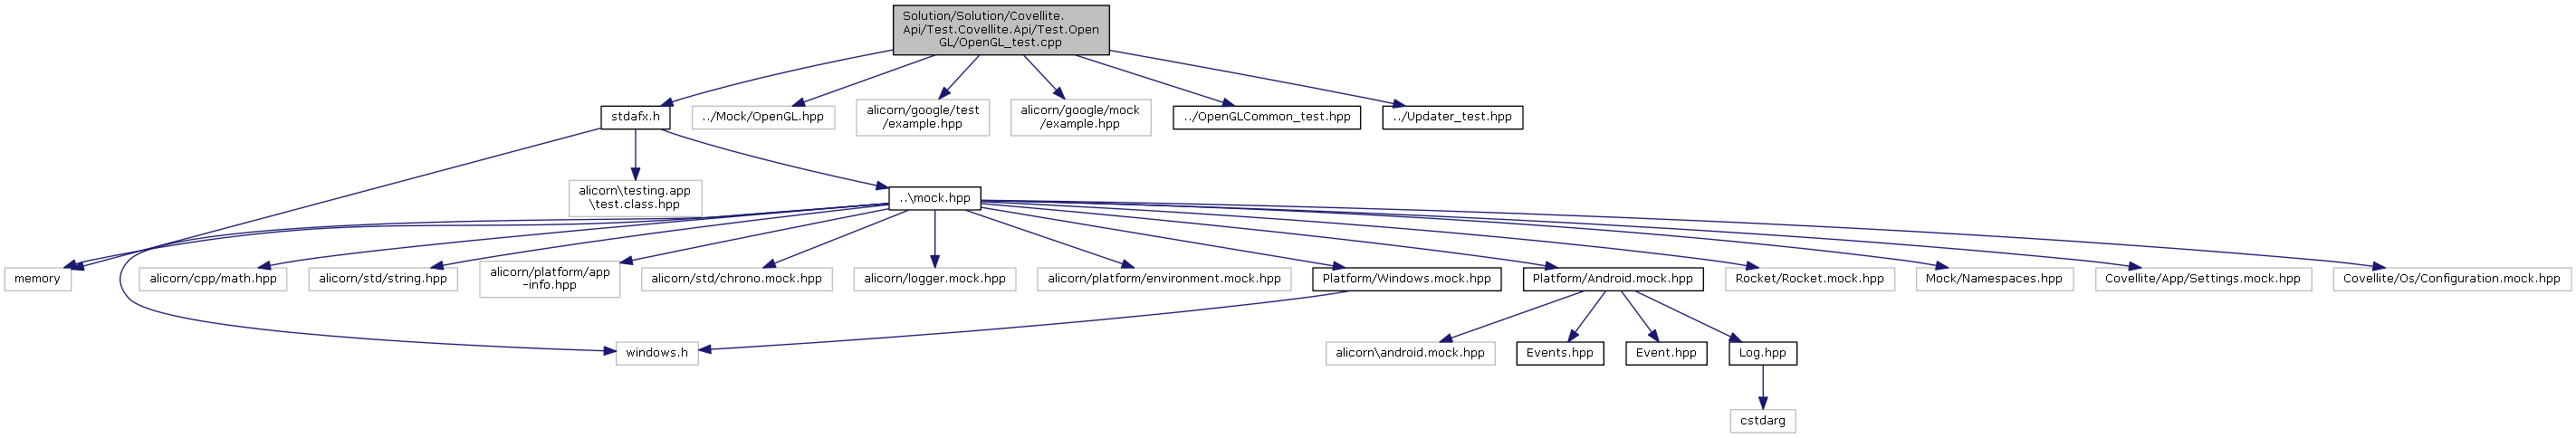 Solution/Solution/Covellite.
Api/Test.Covellite.Api/Test.Open
GL/OpenGL_test.cpp
stdafx.h
../Mock/OpenGL.hpp
alicorn/google/test
/example.hpp
alicorn/google/mock
/example.hpp
../OpenGLCommon_test.hpp
../Updater_test.hpp
alicorn\testing.app
\test.class.hpp
..\mock.hpp
memory
alicorn/cpp/math.hpp
alicorn/std/string.hpp
alicorn/platform/app
-info.hpp
alicorn/std/chrono.mock.hpp
alicorn/logger.mock.hpp
alicorn/platform/environment.mock.hpp
Platform/Windows.mock.hpp
Platform/Android.mock.hpp
Rocket/Rocket.mock.hpp
Mock/Namespaces.hpp
Covellite/App/Settings.mock.hpp
Covellite/Os/Configuration.mock.hpp
windows.h
alicorn\android.mock.hpp
Events.hpp
Event.hpp
Log.hpp
cstdarg